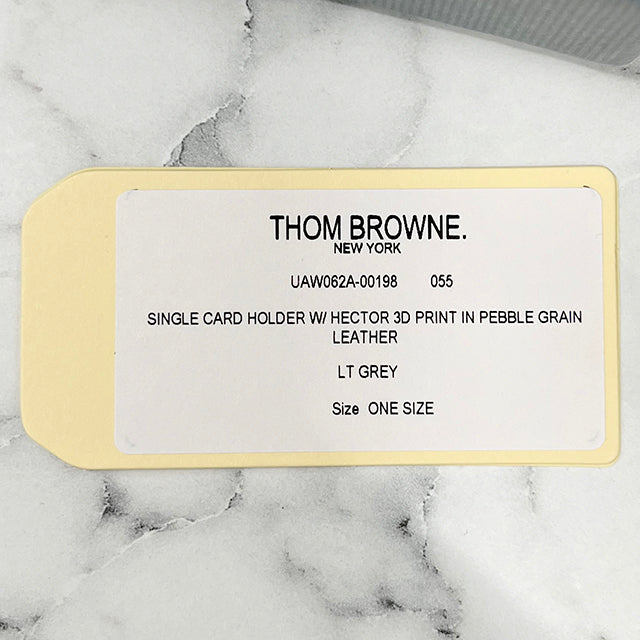 THOM BROWNE.
NEW YORK
UAW062A-00198 055
SINGLE CARD HOLDER W/ HECTOR 3D PRINT IN PEBBLE GRAIN
LEATHER
LT GREY
Size ONE SIZE